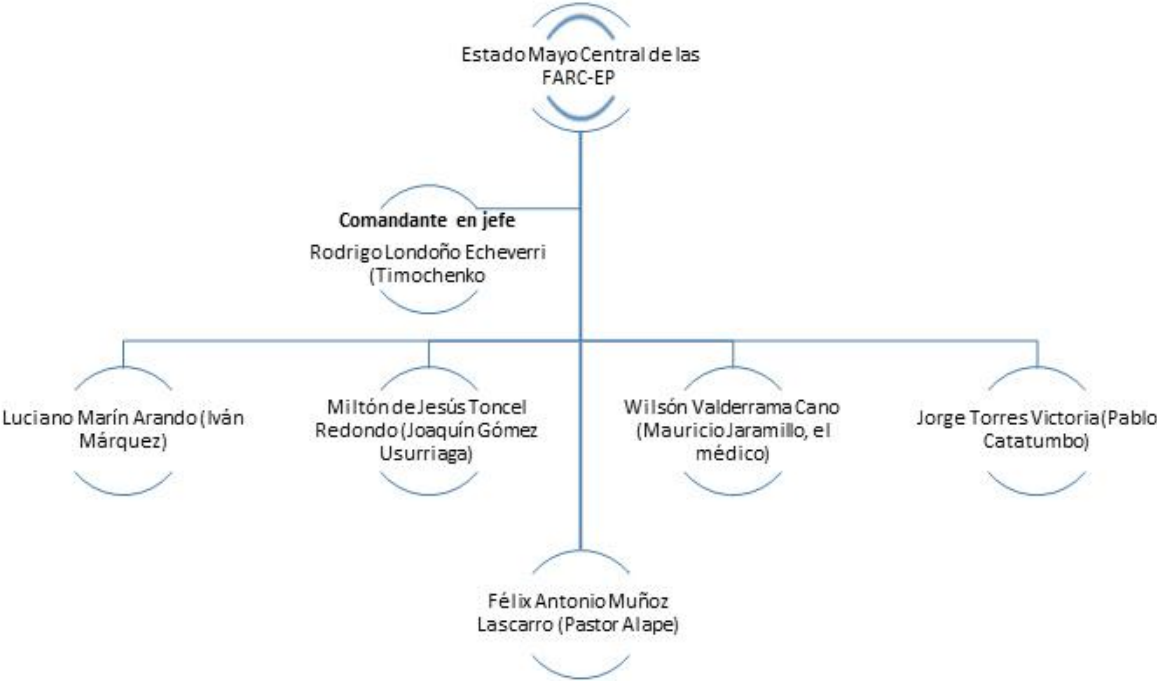 Estado Mayo Central de las
FARC-EP
Comandante en jefe
Rodrigo Londoño Echeverri
(Timochenko
Luciano Marín Arando (Iván
Márquez)
Miltón de Jesús Toncel
Redondo (Joaquín Gómez
Usurriaga)
Wilsón Valderrama Cano
(Mauricio Jaramillo, el
médico)
Jorge Torres Victoria (Pablo
Catatumbo)
Félix Antonio Muñoz
Lascarro (Pastor Alape)